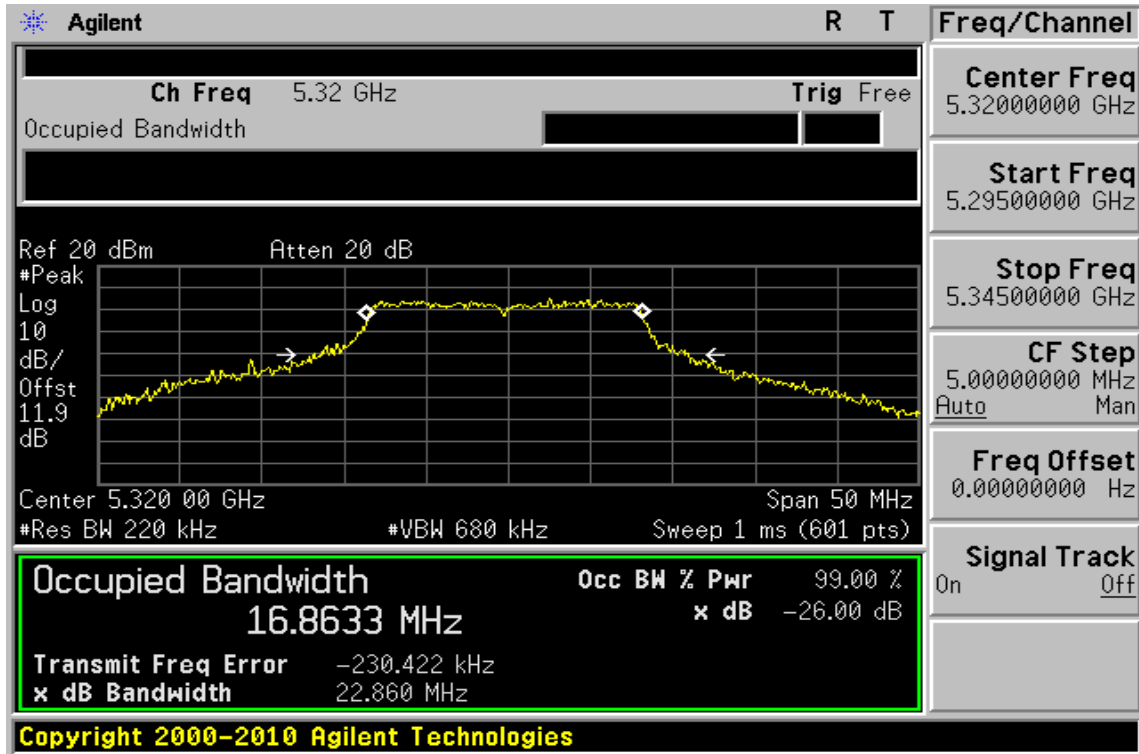 Agilent R T
Ch Freq 5.32 GHz Trig Free
Occupied Bandwidth
Ref 20 dBm Atten 20 dB
#Peak
Log
10
dB/
Offst
11.9
dB
Center 5.320 00 GHz Span 50 MHz
#Res BW 220 kHz #VBW 680 kHz Sweep 1 ms (601 pts)
Occupied Bandwidth Occ BW % Pwr 99.00 %
16.8633 MHz x dB -26.00 dB
Transmit Freq Error -230.422 kHz
x dB Bandwidth 22.860 MHz
Copyright 2000-2010 Agilent Technologies
Freq/Channel
Center Freq
5.32000000 GHz
Start Freq
5.29500000 GHz
Stop Freq
5.34500000 GHz
CF Step
5.00000000 MHz
Auto Man
Freq Offset
0.00000000 Hz
Signal Track
On Off